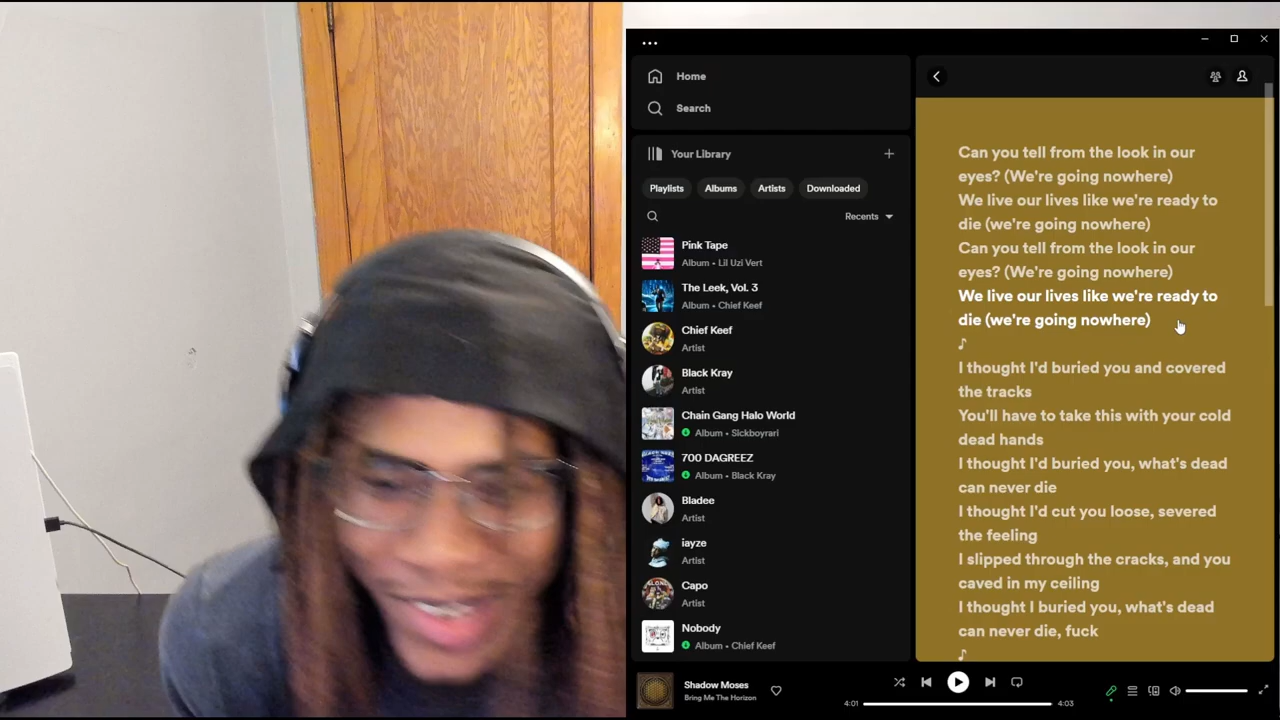 Home
Search
Your Library
Playlists
Albums
Artists
Downloaded
Recents
Pink Tape
Album • Lil Uzi Vert
The Leek, Vol. 3
Album • Chief Keef
Chief Keef
Artist
Black Kray
Artist
Chain Gang Halo World
Album • Sickboyrari
700 DAGREEZ
Album • Black Kray
Bladee
Artist
iayze
Artist
Capo
Artist
Nobody
Album • Chief Keef
Can you tell from the look in our
eyes? (We're going nowhere)
We live our lives like we're ready to
die (we're going nowhere)
Can you tell from the look in our
eyes? (We're going nowhere)
We live our lives like we're ready to
die (we're going nowhere)
♪
I thought I'd buried you and covered
the tracks
You'll have to take this with your cold
dead hands
I thought I'd buried you, what's dead
can never die
I thought I'd cut you loose, severed
the feeling
I slipped through the cracks, and you
caved in my ceiling
I thought I buried you, what's dead
can never die, fuck
♪
Shadow Moses
Bring Me The Horizon
4:01
4:03